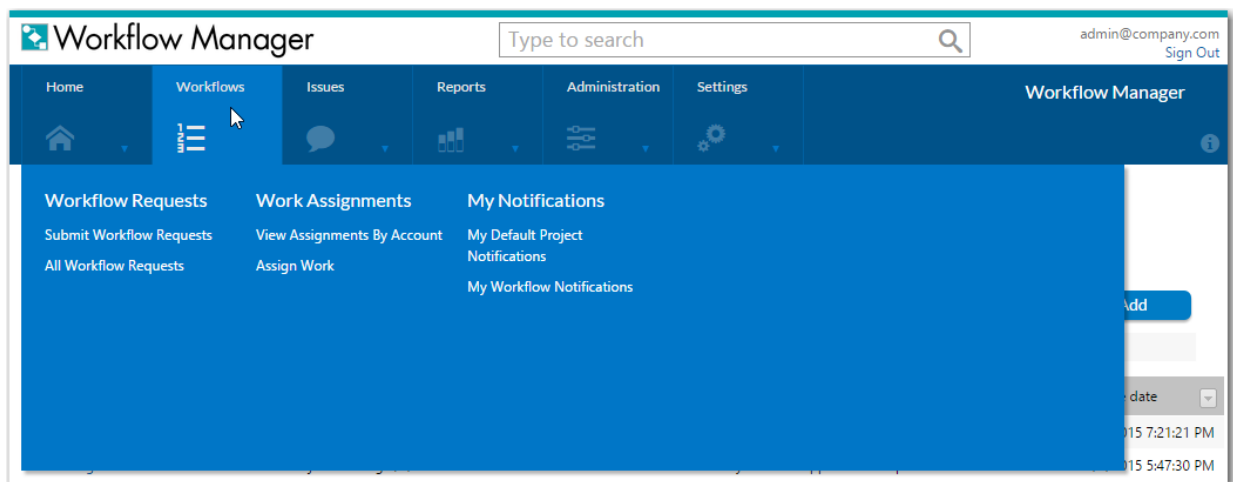 Workflow Manager
Type to search
admin@company.com
Sign Out
Home
Workflows
Issues
Reports
Administration
Settings
Workflow Manager
Workflow Requests
Submit Workflow Requests
All Workflow Requests
Work Assignments
View Assignments By Account
Assign Work
My Notifications
My Default Project
Notifications
My Workflow Notifications
Add
date
015 7:21:21 PM
015 5:47:30 PM